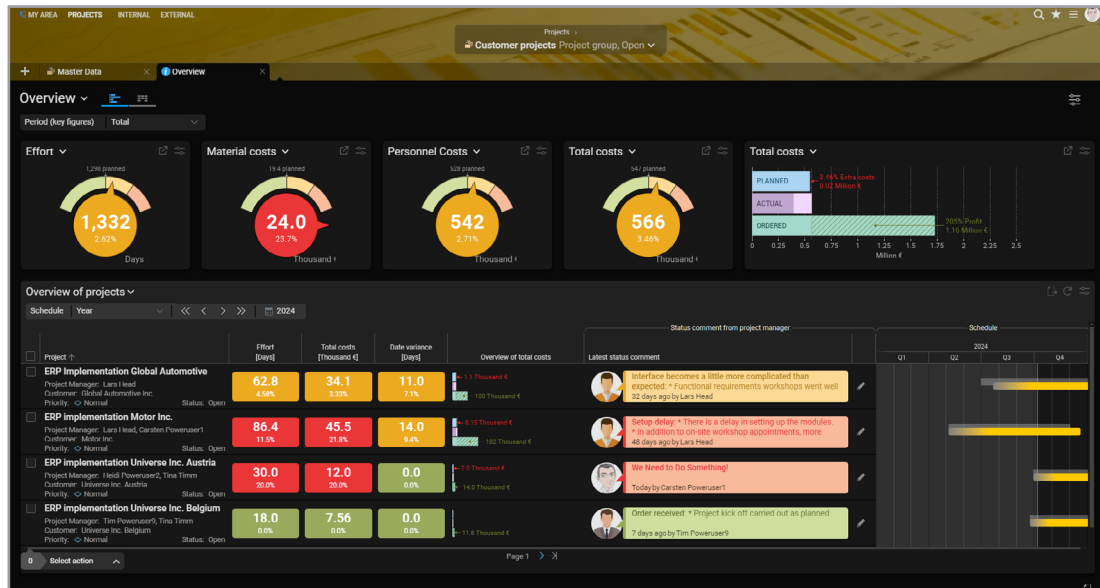 MY AREA PROJECTS INTERNAL EXTERNAL
Projects ›
Customer projects Project group, Open
Master Data
Overview
Overview
Period (key figures) Total
Effort
1,298 planned
1,332
2.62%
Days
Material costs
19.4 planned
24.0
23.7%
Thousand €
Personnel Costs
528 planned
542
2.71%
Thousand €
Total costs
547 planned
566
3.46%
Thousand €
Total costs
PLANNED
3.46% Extra costs
0.02 Million €
ACTUAL
ORDERED
205% Profit
1.16 Million €
0 0.25 0.5 0.75 1 1.25 1.5 1.75 2 2.25 2.5
Million €
Overview of projects
Schedule Year 2024
Status comment from project manager
Schedule
2024
Project
Effort
[Days]
Total costs
[Thousand €]
Date variance
[Days]
Overview of total costs
Latest status comment
Q1 Q2 Q3 Q4
ERP Implementation Global Automotive
Project Manager: Lars Head
Customer: Global Automotive Inc.
Priority: Normal Status: Open
62.8
4.58%
34.1
3.33%
11.0
7.1%
1.1 Thousand €
100 Thousand €
Interface becomes a little more complicated than
expected: * Functional requirements workshops went well
32 days ago by Lars Head
ERP implementation Motor Inc.
Project Manager: Lars Head, Carsten Poweruser1
Customer: Motor Inc.
Priority: Normal Status: Open
86.4
11.5%
45.5
21.8%
14.0
9.4%
8.15 Thousand €
102 Thousand €
Setup delay: * There is a delay in setting up the modules.
* In addition to on-site workshop appointments, more
48 days ago by Lars Head
ERP implementation Universe Inc. Austria
Project Manager: Heidi Poweruser2, Tina Timm
Customer: Universe Inc. Austria
Priority: Normal Status: Open
30.0
20.0%
12.0
20.0%
0.0
0.0%
2.0 Thousand €
14.0 Thousand €
We Need to Do Something!
Today by Carsten Poweruser1
ERP implementation Universe Inc. Belgium
Project Manager: Tim Poweruser9, Tina Timm
Customer: Universe Inc. Belgium
Priority: Normal Status: Open
18.0
0.0%
7.56
0.0%
0.0
0.0%
11.8 Thousand €
Order received: * Project kick off carried out as planned
7 days ago by Tim Poweruser9
0 Select action
Page 1